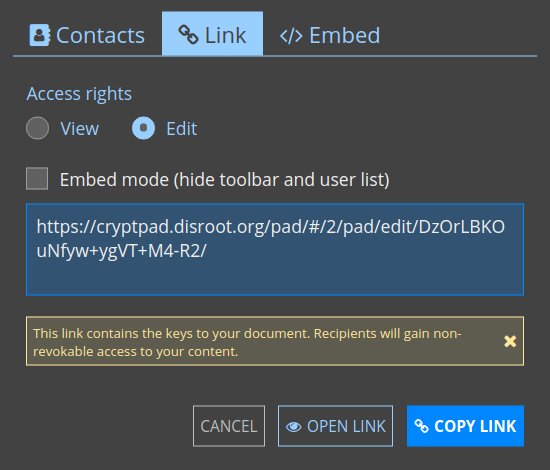 Contacts Link </> Embed
Access rights
View Edit
Embed mode (hide toolbar and user list)
https://cryptpad.disroot.org/pad/#/2/pad/edit/DzOrLBKO
uNfyw+ygVT+M4-R2/
This link contains the keys to your document. Recipients will gain non-
revokable access to your content.
CANCEL OPEN LINK COPY LINK